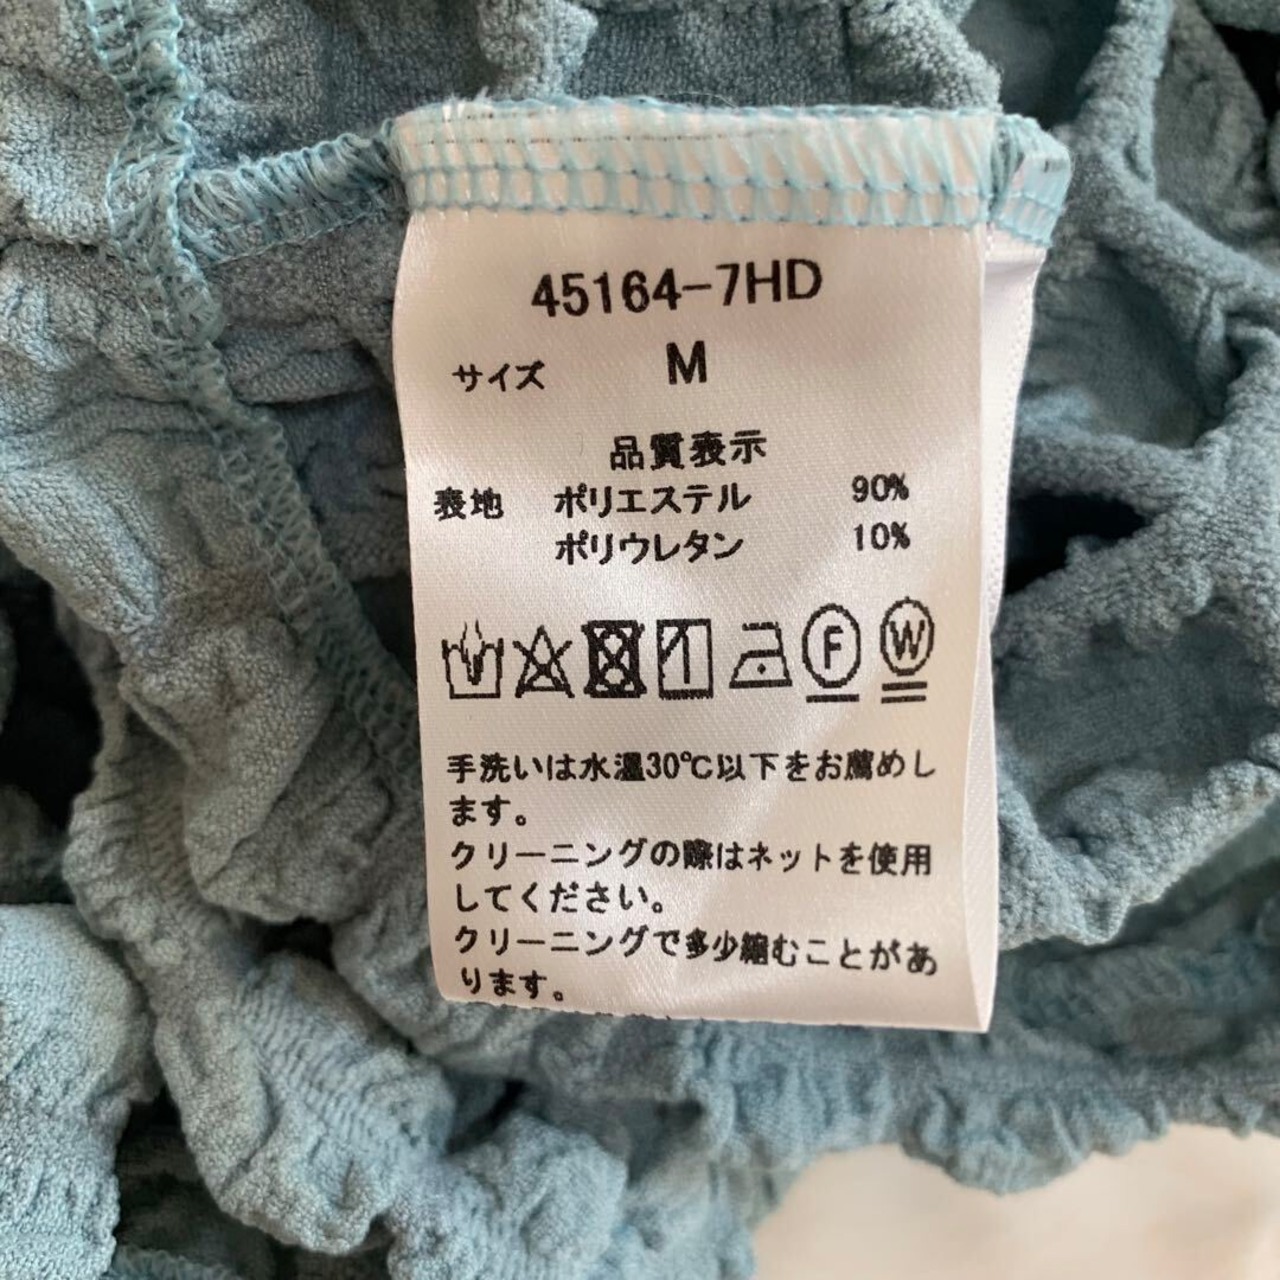 45164-7HD
サイズ M
品質表示
表地 ポリエステル 90%
ポリウレタン 10%
F W
手洗いは水温30℃以下をお薦めし
ます。
クリーニングの際はネットを使用
してください。
クリーニングで多少縮むことがあ
ります。